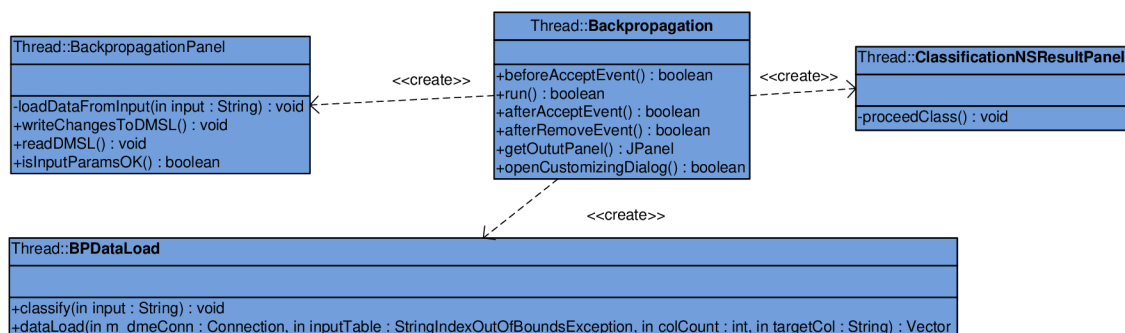 Thread::BackpropagationPanel
-loadDataFromInput(in input : String) : void
+writeChangesToDMSL() : void
+readDMSL() : void
+isInputParamsOK() : boolean
<<create>>
Thread::Backpropagation
+beforeAcceptEvent() : boolean
+run() : boolean
+afterAcceptEvent() : boolean
+afterRemoveEvent() : boolean
+getOututPanel() : JPanel
+openCustomizingDialog() : boolean
<<create>>
Thread::ClassificationNSResultPanel
-proceedClass() : void
<<create>>
Thread::BPDataLoad
+classify(in input : String) : void
+dataLoad(in m_dmeConn : Connection, in inputTable : StringIndexOutOfBoundsException, in colCount : int, in targetCol : String) : Vector